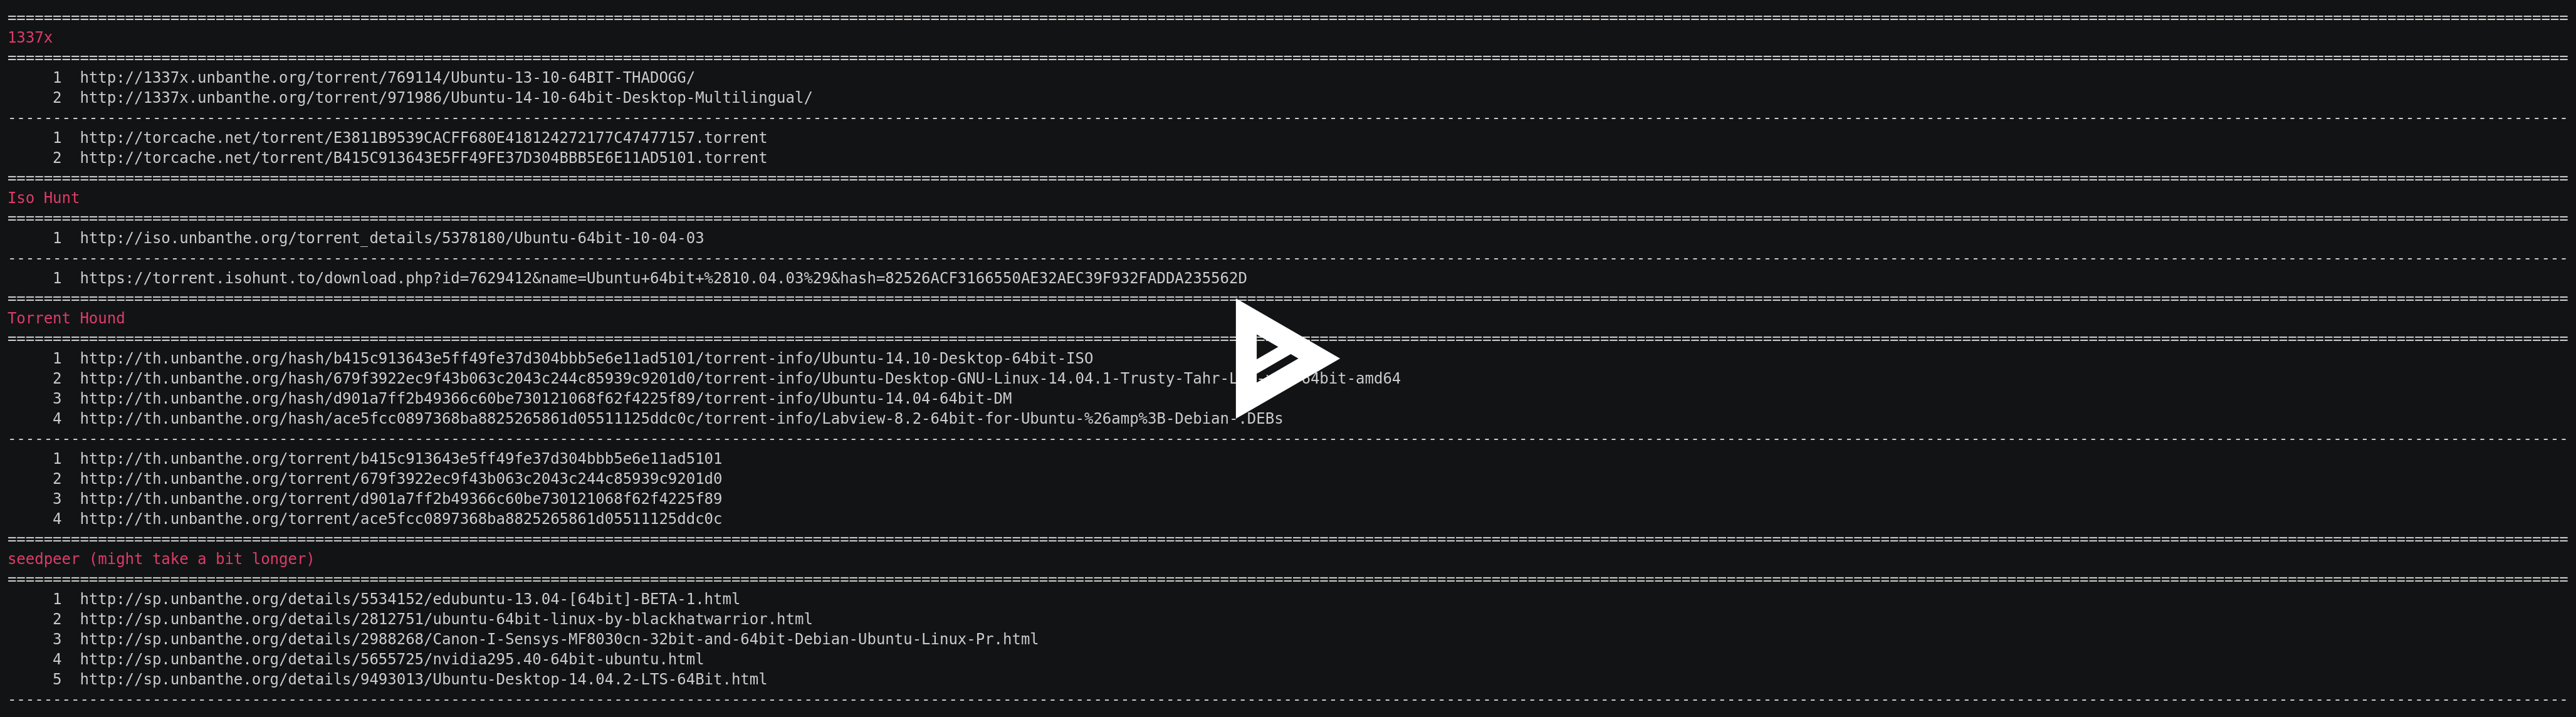 1337x
1 http://1337x.unbanthe.org/torrent/769114/Ubuntu-13-10-64BIT-THADOGG/
2 http://1337x.unbanthe.org/torrent/971986/Ubuntu-14-10-64bit-Desktop-Multilingual/
1 http://torcache.net/torrent/E3811B9539CACFF680E418124272177C47477157.torrent
2 http://torcache.net/torrent/B415C913643E5FF49FE37D304BBB5E6E11AD5101.torrent
Iso Hunt
1 http://iso.unbanthe.org/torrent_details/5378180/Ubuntu-64bit-10-04-03
1 https://torrent.isohunt.to/download.php?id=7629412&name=Ubuntu+64bit+%2810.04.03%29&hash=82526ACF3166550AE32AEC39F932FADDA235562D
Torrent Hound
1 http://th.unbanthe.org/hash/b415c913643e5ff49fe37d304bbb5e6e11ad5101/torrent-info/Ubuntu-14.10-Desktop-64bit-ISO
2 http://th.unbanthe.org/hash/679f3922ec9f43b063c2043c244c85939c9201d0/torrent-info/Ubuntu-Desktop-GNU-Linux-14.04.1-Trusty-Tahr-L 64bit-amd64
3 http://th.unbanthe.org/hash/d901a7ff2b49366c60be730121068f62f4225f89/torrent-info/Ubuntu-14.04-64bit-DM
4 http://th.unbanthe.org/hash/ace5fcc0897368ba8825265861d05511125ddc0c/torrent-info/Labview-8.2-64bit-for-Ubuntu-%26amp%3B-Debian-.DEBs
1 http://th.unbanthe.org/torrent/b415c913643e5ff49fe37d304bbb5e6e11ad5101
2 http://th.unbanthe.org/torrent/679f3922ec9f43b063c2043c244c85939c9201d0
3 http://th.unbanthe.org/torrent/d901a7ff2b49366c60be730121068f62f4225f89
4 http://th.unbanthe.org/torrent/ace5fcc0897368ba8825265861d05511125ddc0c
seedpeer (might take a bit longer)
1 http://sp.unbanthe.org/details/5534152/edubuntu-13.04-[64bit]-BETA-1.html
2 http://sp.unbanthe.org/details/2812751/ubuntu-64bit-linux-by-blackhatwarrior.html
3 http://sp.unbanthe.org/details/2988268/Canon-I-Sensys-MF8030cn-32bit-and-64bit-Debian-Ubuntu-Linux-Pr.html
4 http://sp.unbanthe.org/details/5655725/nvidia295.40-64bit-ubuntu.html
5 http://sp.unbanthe.org/details/9493013/Ubuntu-Desktop-14.04.2-LTS-64Bit.html